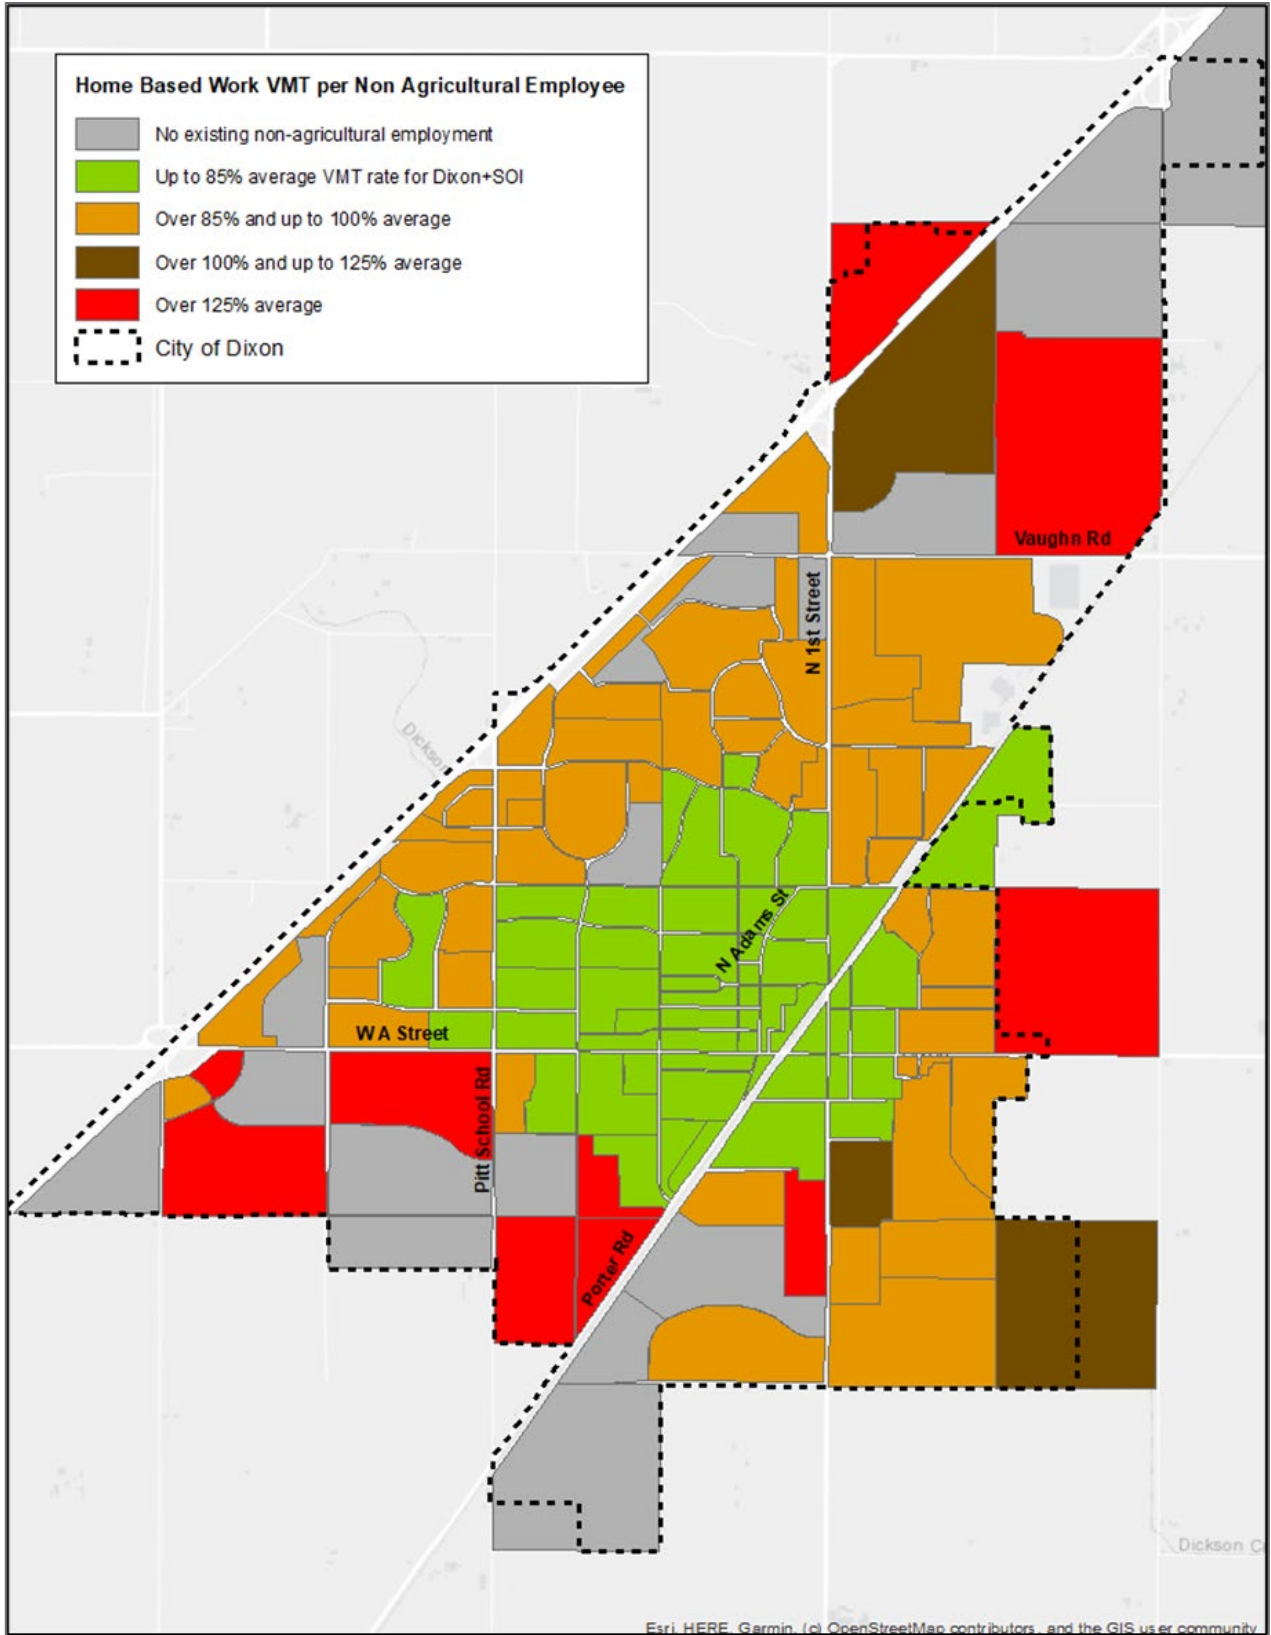 Home Based Work VMT per Non Agricultural Employee
No existing non-agricultural employment
Up to 85% average VMT rate for Dixon+SOI
Over 85% and up to 100% average
Over 100% and up to 125% average
Over 125% average
City of Dixon
Vaughn Rd
N 1st Street
Dickson
N Adams St
W A Street
Pitt School Rd
Porter Rd
Dickson C
Esri, HERE, Garmin, (c) OpenStreetMap contributors, and the GIS user community